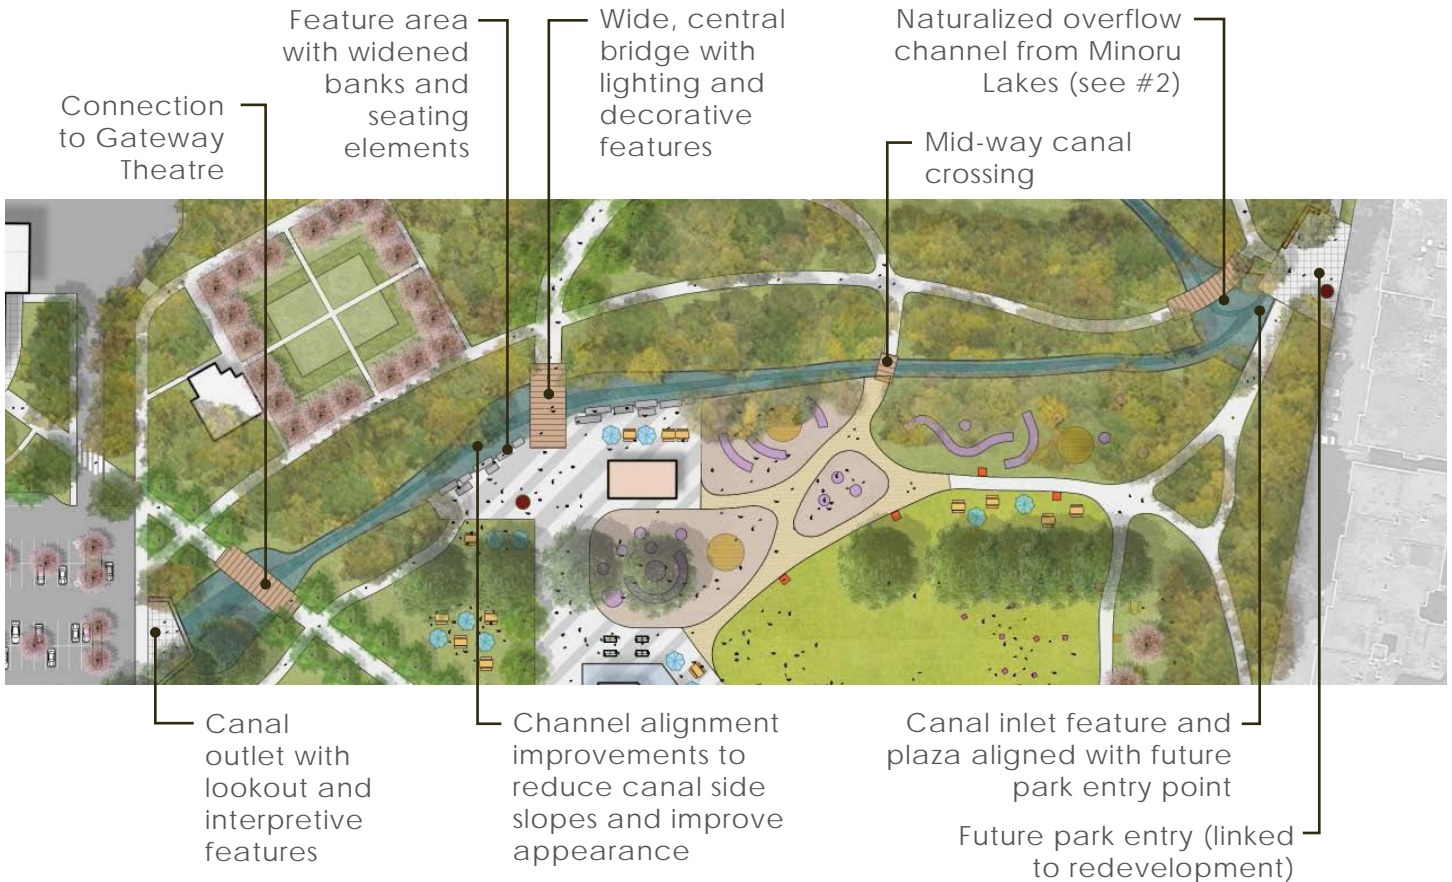 Feature area
with widened
banks and
seating
elements
Wide, central
bridge with
lighting and
decorative
features
Naturalized overflow
channel from Minoru
Lakes (see #2)
Connection
to Gateway
Theatre
Mid-way canal
crossing
Canal
outlet with
lookout and
interpretive
features
Channel alignment
improvements to
reduce canal side
slopes and improve
appearance
Canal inlet feature and
plaza aligned with future
park entry point
Future park entry (linked
to redevelopment)